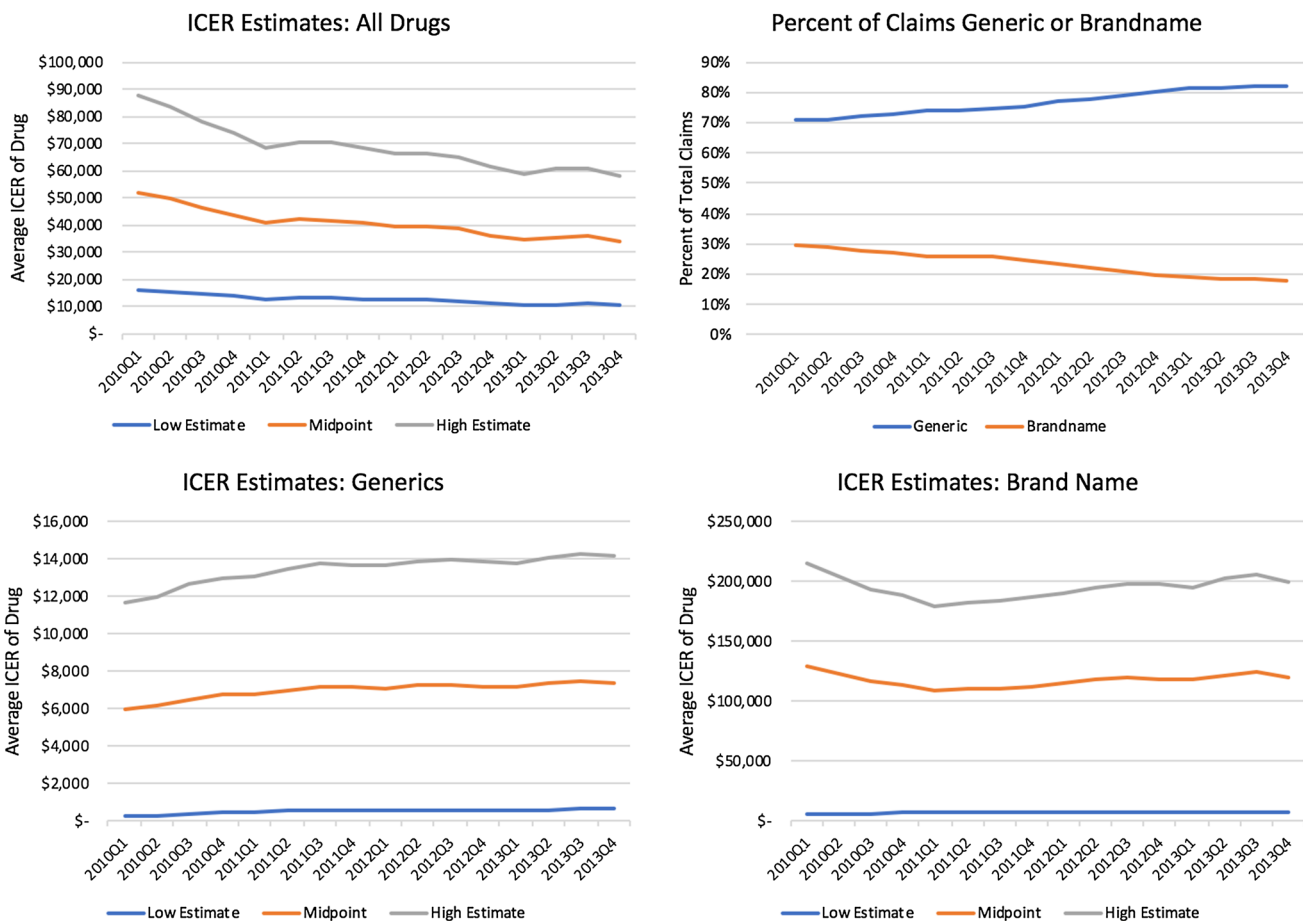 ICER Estimates: All Drugs
Average ICER of Drug
$100,000
$90,000
$80,000
$70,000
$60,000
$50,000
$40,000
$30,000
$20,000
$10,000
$-
2010Q1 2010Q2 2010Q3 2010Q4 2011Q1 2011Q2 2011Q3 2011Q4 2012Q1 2012Q2 2012Q3 2012Q4 2013Q1 2013Q2 2013Q3 2013Q4
Low Estimate Midpoint High Estimate
Percent of Claims Generic or Brandname
Percent of Total Claims
90%
80%
70%
60%
50%
40%
30%
20%
10%
0%
2010Q1 2010Q2 2010Q3 2010Q4 2011Q1 2011Q2 2011Q3 2011Q4 2012Q1 2012Q2 2012Q3 2012Q4 2013Q1 2013Q2 2013Q3 2013Q4
Generic Brandname
ICER Estimates: Generics
Average ICER of Drug
$16,000
$14,000
$12,000
$10,000
$8,000
$6,000
$4,000
$2,000
$-
2010Q1 2010Q2 2010Q3 2010Q4 2011Q1 2011Q2 2011Q3 2011Q4 2012Q1 2012Q2 2012Q3 2012Q4 2013Q1 2013Q2 2013Q3 2013Q4
Low Estimate Midpoint High Estimate
ICER Estimates: Brand Name
Average ICER of Drug
$250,000
$200,000
$150,000
$100,000
$50,000
$-
2010Q1 2010Q2 2010Q3 2010Q4 2011Q1 2011Q2 2011Q3 2011Q4 2012Q1 2012Q2 2012Q3 2012Q4 2013Q1 2013Q2 2013Q3 2013Q4
Low Estimate Midpoint High Estimate